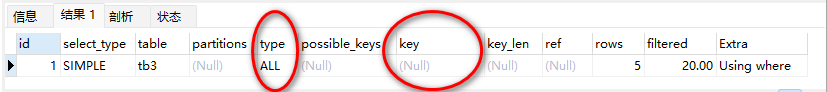 信息 结果 1 剖析 状态
id select_type table partitions type possible_keys key key_len ref rows filtered Extra
1 SIMPLE tb3 (Null) ALL (Null) (Null) (Null) (Null) 5 20.00 Using where